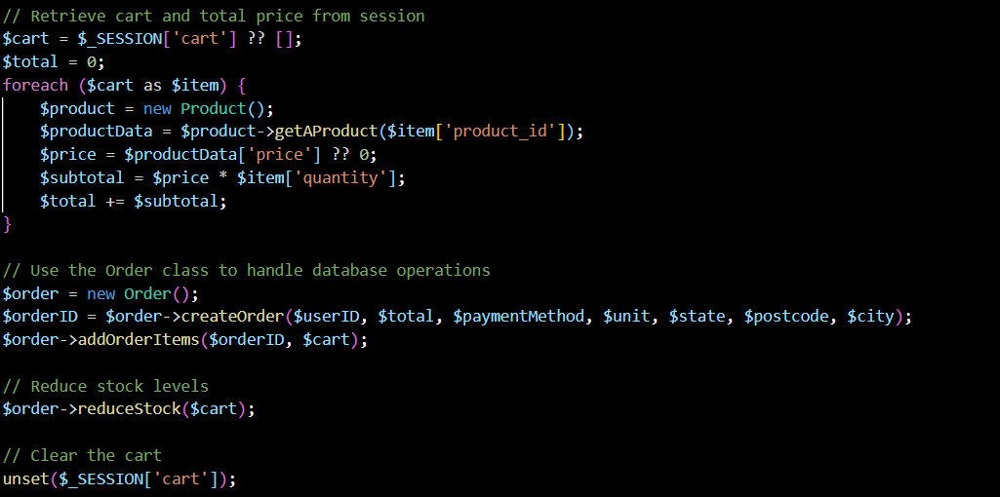 // Retrieve cart and total price from session
$cart = $_SESSION['cart'] ?? [];
$total = 0;
foreach ($cart as $item) {
    $product = new Product();
    $productData = $product->getAProduct($item['product_id']);
    $price = $productData['price'] ?? 0;
    $subtotal = $price * $item['quantity'];
    $total += $subtotal;
}

// Use the Order class to handle database operations
$order = new Order();
$orderID = $order->createOrder($userID, $total, $paymentMethod, $unit, $state, $postcode, $city);
$order->addOrderItems($orderID, $cart);

// Reduce stock levels
$order->reduceStock($cart);

// Clear the cart
unset($_SESSION['cart']);